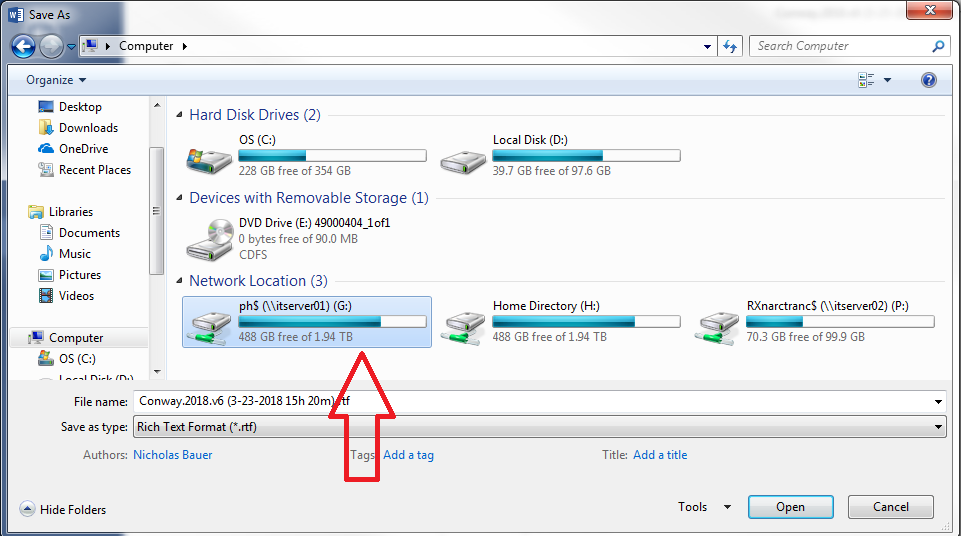 Save As
Computer
Search Computer
Organize
Desktop
Downloads
OneDrive
Recent Places
Libraries
Documents
Music
Pictures
Videos
Computer
OS (C:)
Local Disk (D:)
Hard Disk Drives (2)
OS (C:)
228 GB free of 354 GB
Local Disk (D:)
39.7 GB free of 97.6 GB
Devices with Removable Storage (1)
DVD Drive (E:) 49000404_1of1
0 bytes free of 90.0 MB
CDFS
Network Location (3)
ph$ (\\itserver01) (G:)
488 GB free of 1.94 TB
Home Directory (H:)
488 GB free of 1.94 TB
RXnarctranc$ (\\itserver02) (P:)
70.3 GB free of 99.9 GB
File name: Conway.2018.v6 (3-23-2018 15h 20m).rtf
Save as type: Rich Text Format (*.rtf)
Authors: Nicholas Bauer Tags: Add a tag Title: Add a title
Hide Folders Tools Open Cancel